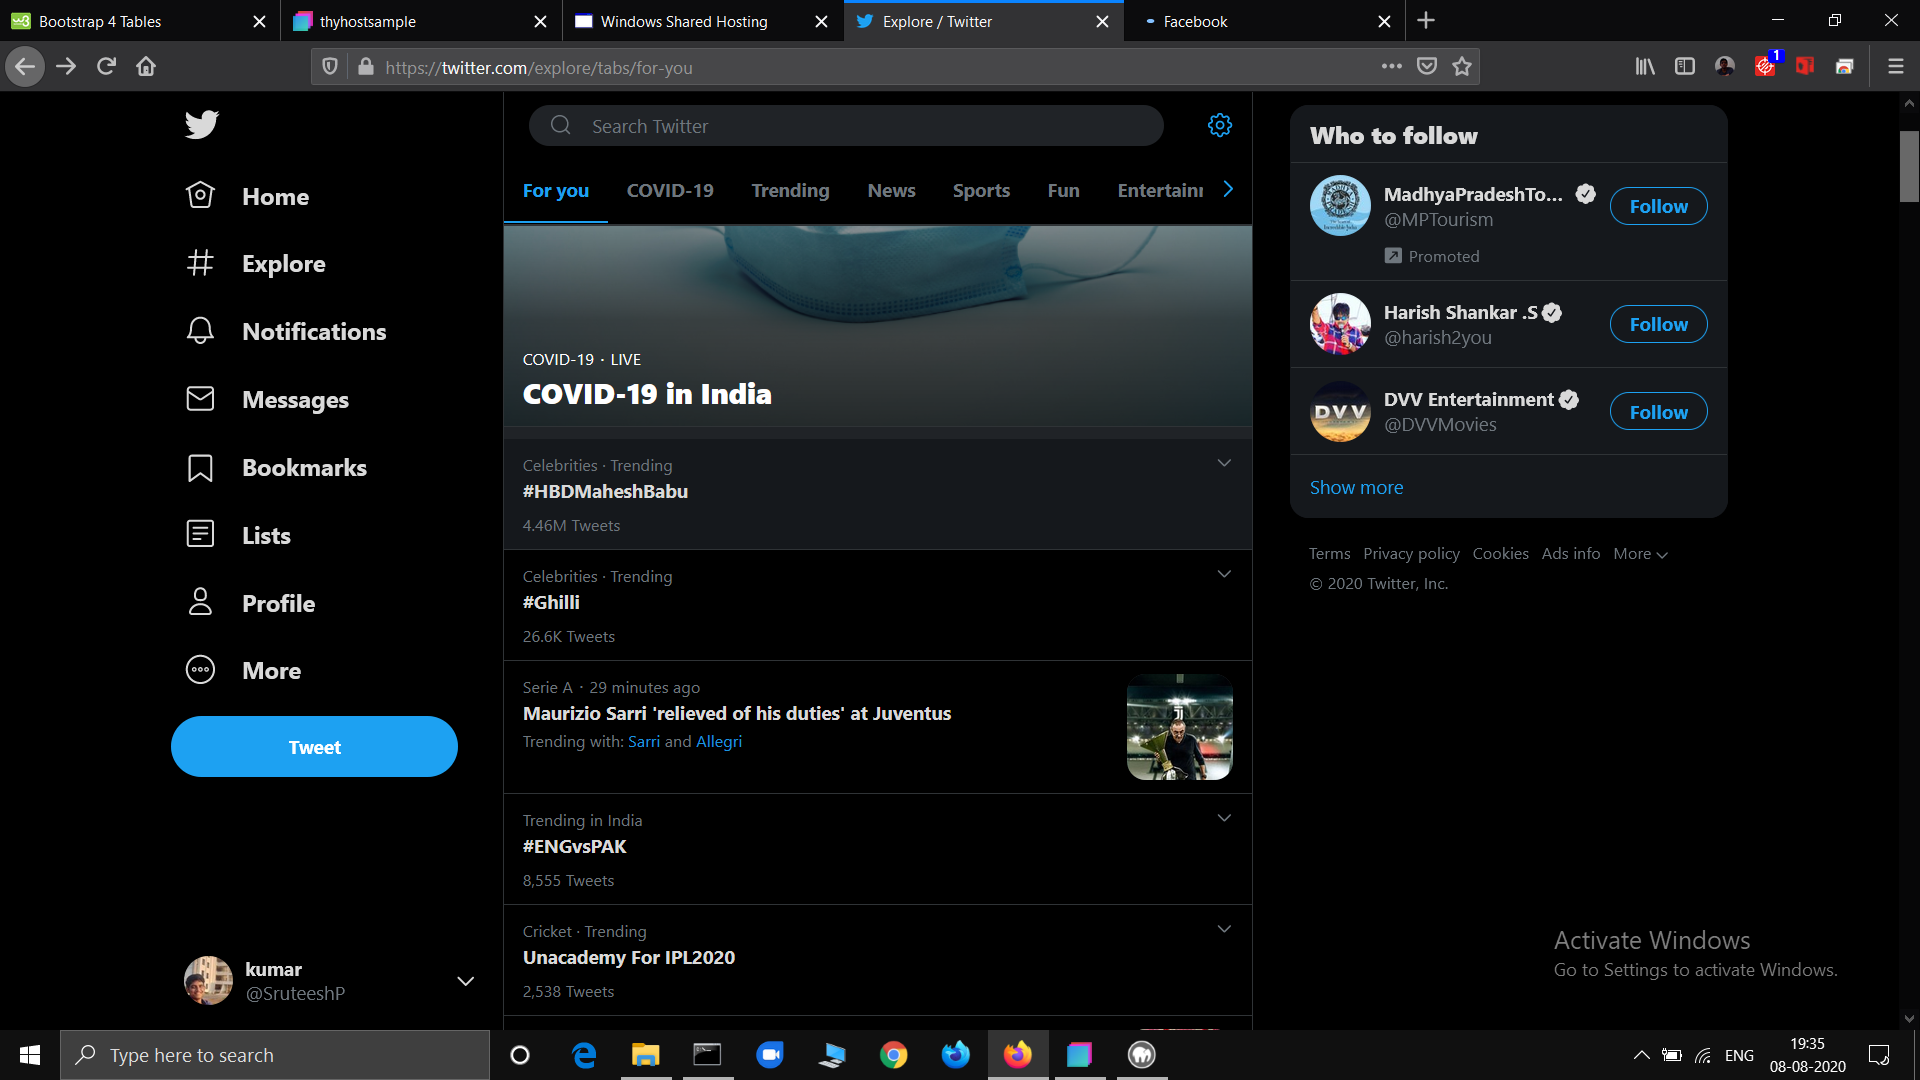 Bootstrap 4 Tables
thyhostsample
Windows Shared Hosting
Explore / Twitter
Facebook
https://twitter.com/explore/tabs/for-you
1
Home
Explore
Notifications
Messages
Bookmarks
Lists
Profile
More
Tweet
kumar
@SruteeshP
Search Twitter
For you COVID-19 Trending News Sports Fun Entertainr
COVID-19 · LIVE
COVID-19 in India
Celebrities · Trending
#HBDMaheshBabu
4.46M Tweets
Celebrities · Trending
#Ghilli
26.6K Tweets
Serie A · 29 minutes ago
Maurizio Sarri 'relieved of his duties' at Juventus
Trending with: Sarri and Allegri
Trending in India
#ENGvsPAK
8,555 Tweets
Cricket · Trending
Unacademy For IPL2020
2,538 Tweets
Who to follow
MadhyaPradeshTo...
@MPTourism
Follow
Promoted
Harish Shankar .S
@harish2you
Follow
DVV
DVV Entertainment
@DVVMovies
Follow
Show more
Terms Privacy policy Cookies Ads info More
© 2020 Twitter, Inc.
Activate Windows
Go to Settings to activate Windows.
Type here to search
ENG
19:35
08-08-2020